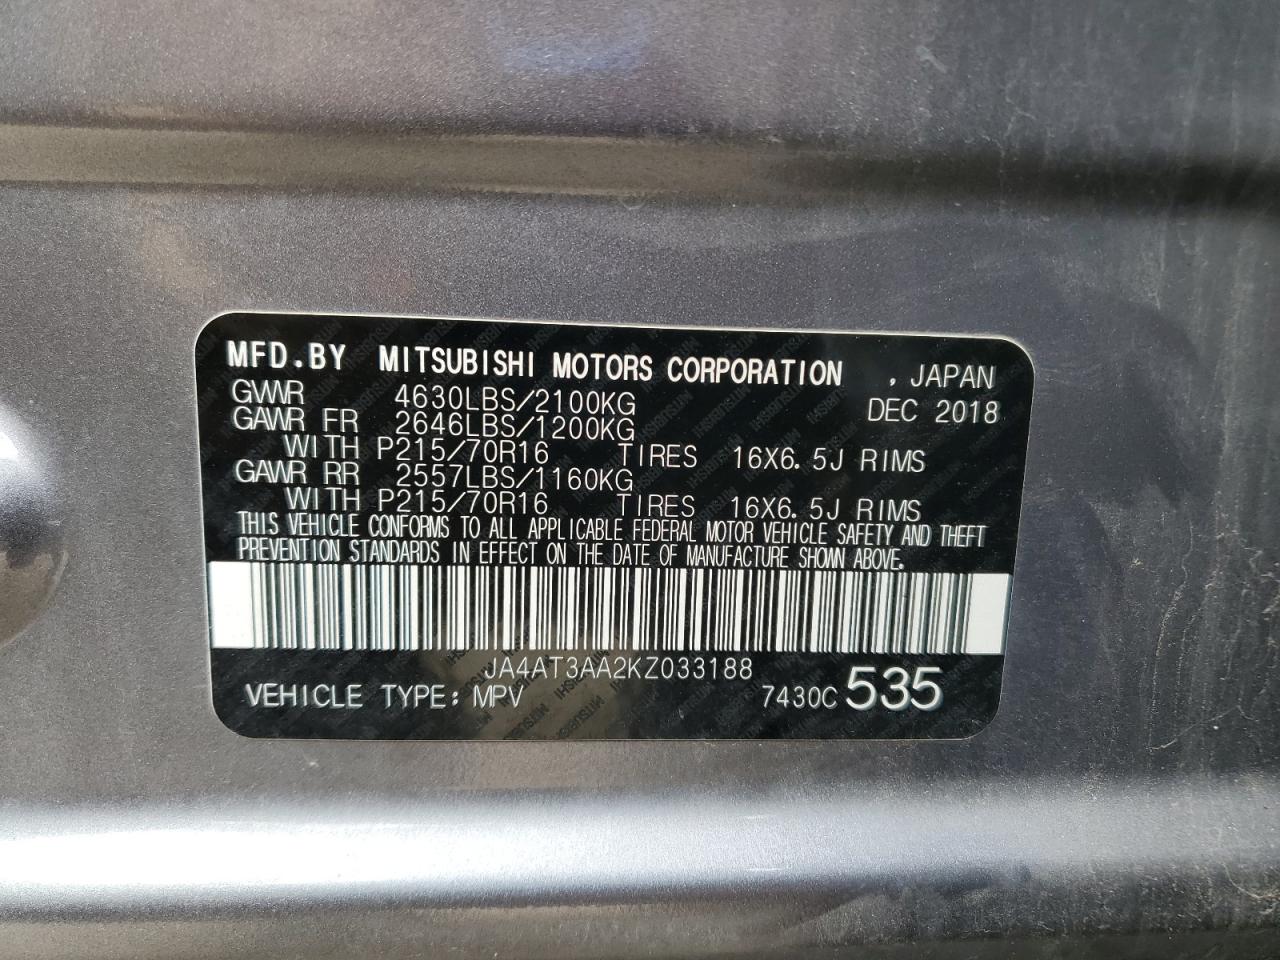 MFD.BY MITSUBISHI MOTORS CORPORATION , JAPAN
GVWR 4630LBS/2100KG DEC 2018
GAWR FR 2646LBS/1200KG
WITH P215/70R16 TIRES 16X6.5J RIMS
GAWR RR 2557LBS/1160KG
WITH P215/70R16 TIRES 16X6.5J RIMS
THIS VEHICLE CONFORMS TO ALL APPLICABLE FEDERAL MOTOR VEHICLE SAFETY AND THEFT
PREVENTION STANDARDS IN EFFECT ON THE DATE OF MANUFACTURE SHOWN ABOVE.
JA4AT3AA2KZ033188
VEHICLE TYPE: MPV 7430C 535